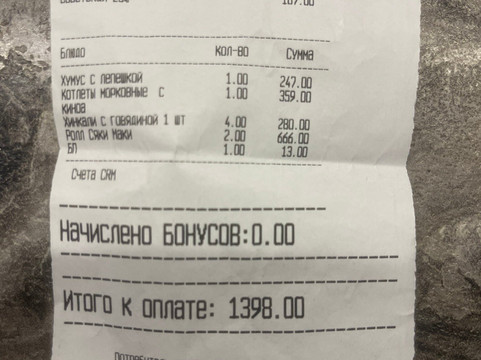 Блюдо Кол-во Сумма
Хумус с лепешкой 1.00 247.00
Котлеты морковные с 1.00 359.00
киноа
Хинкали с говядиной 1 шт 4.00 280.00
Ролл Сяки Маки 2.00 666.00
БП 1.00 13.00
Счета CRM
Начислено БОНУСОВ:0.00
Итого к оплате: 1398.00